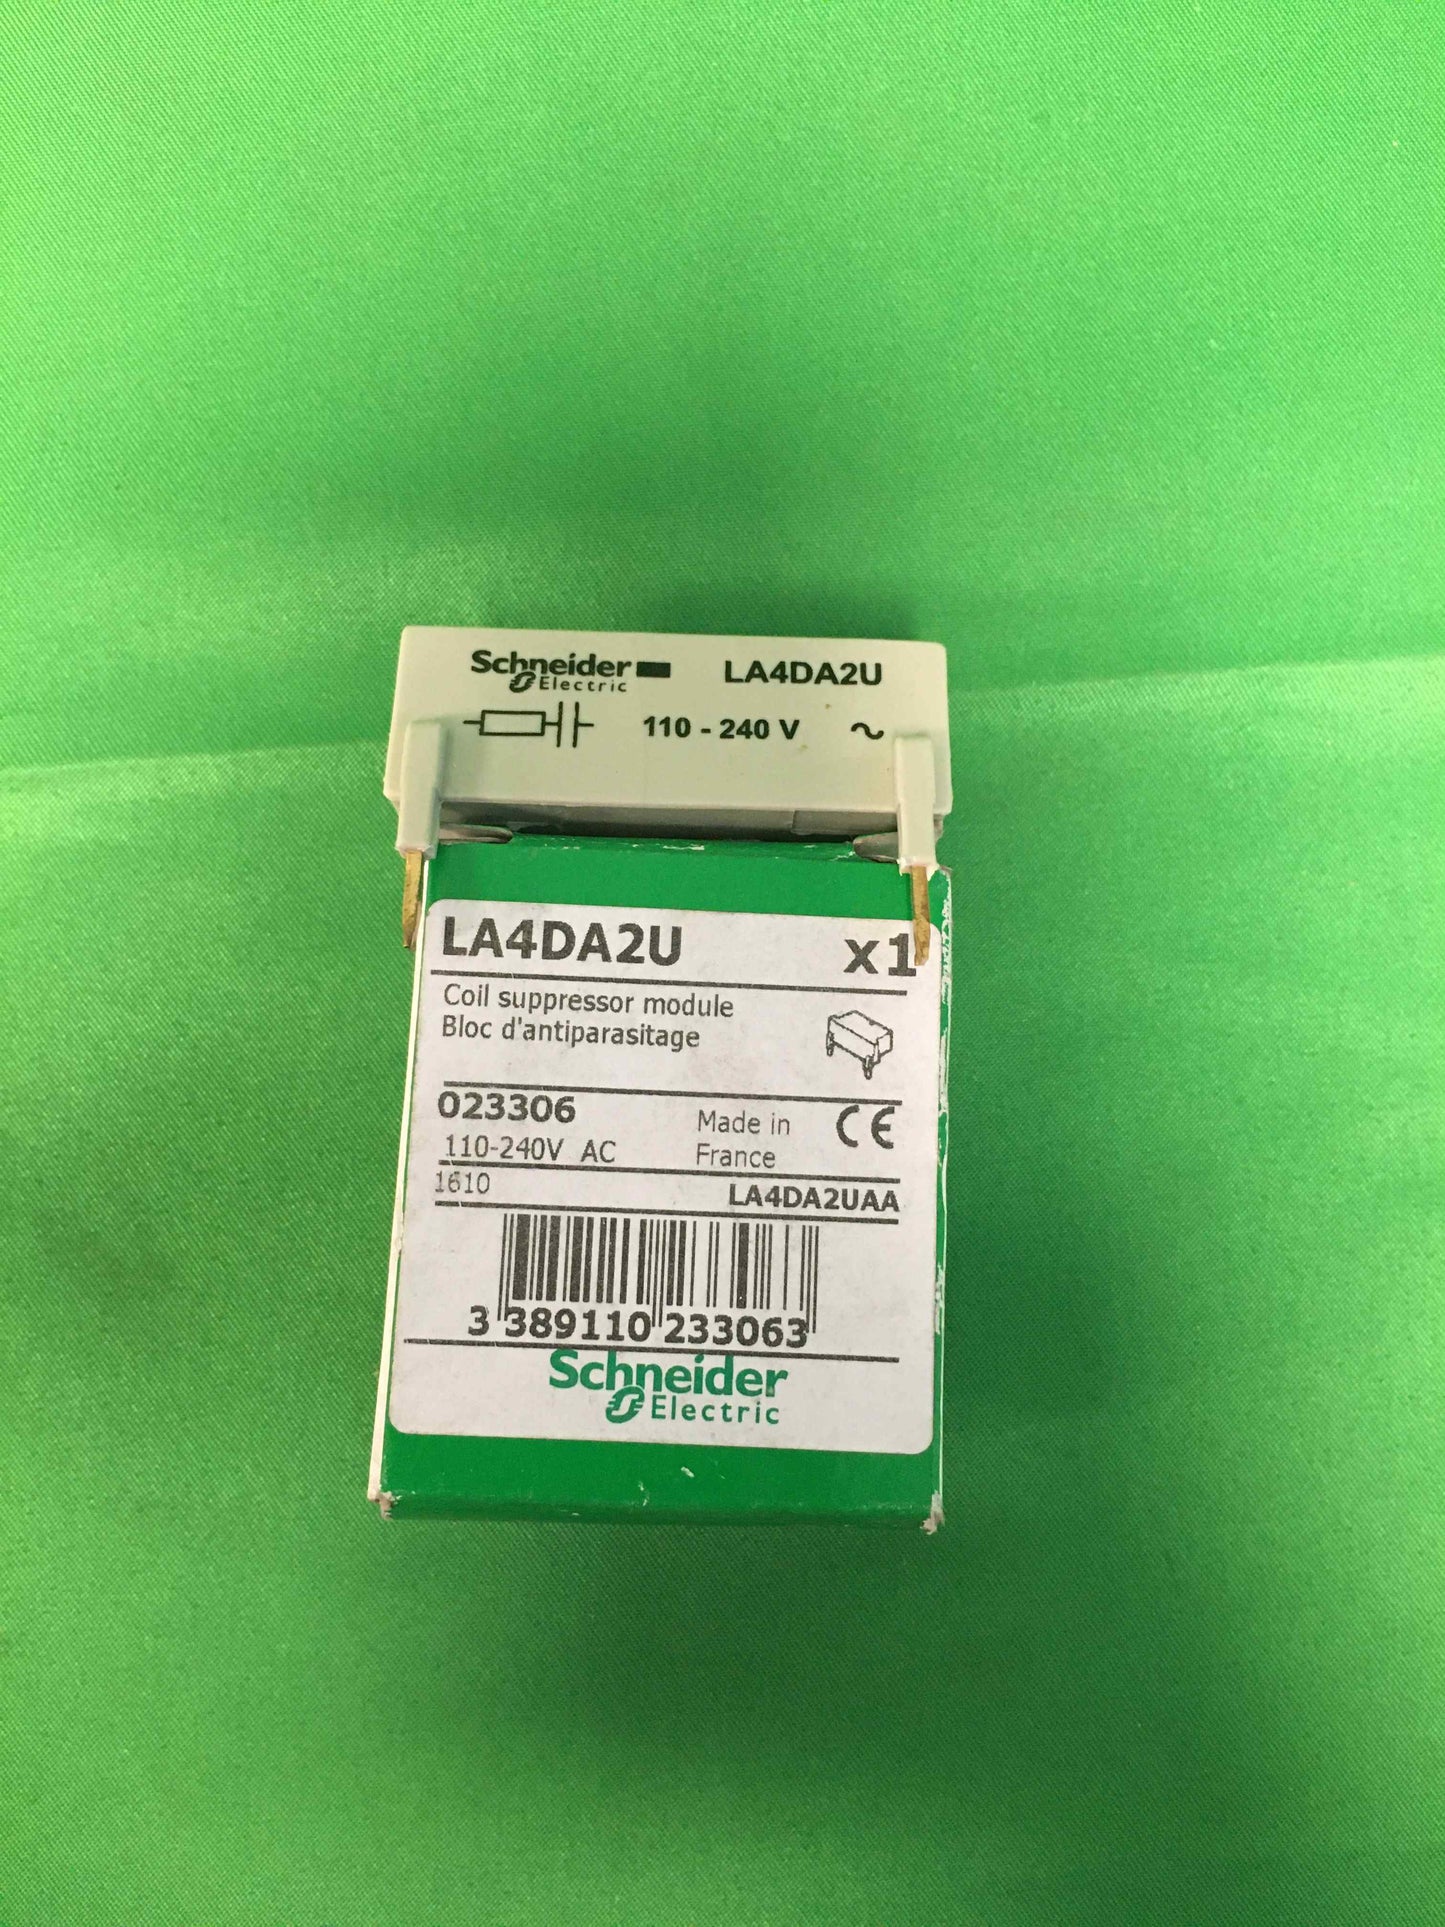 Schneider Electric LA4DA2U
110 - 240 V ~
LA4DA2U x1
Coil suppressor module
Bloc d'antiparasitage
023306
Made in
France
CE
110-240V AC
1610 LA4DA2UAA
3 389110 233063
Schneider
Electric